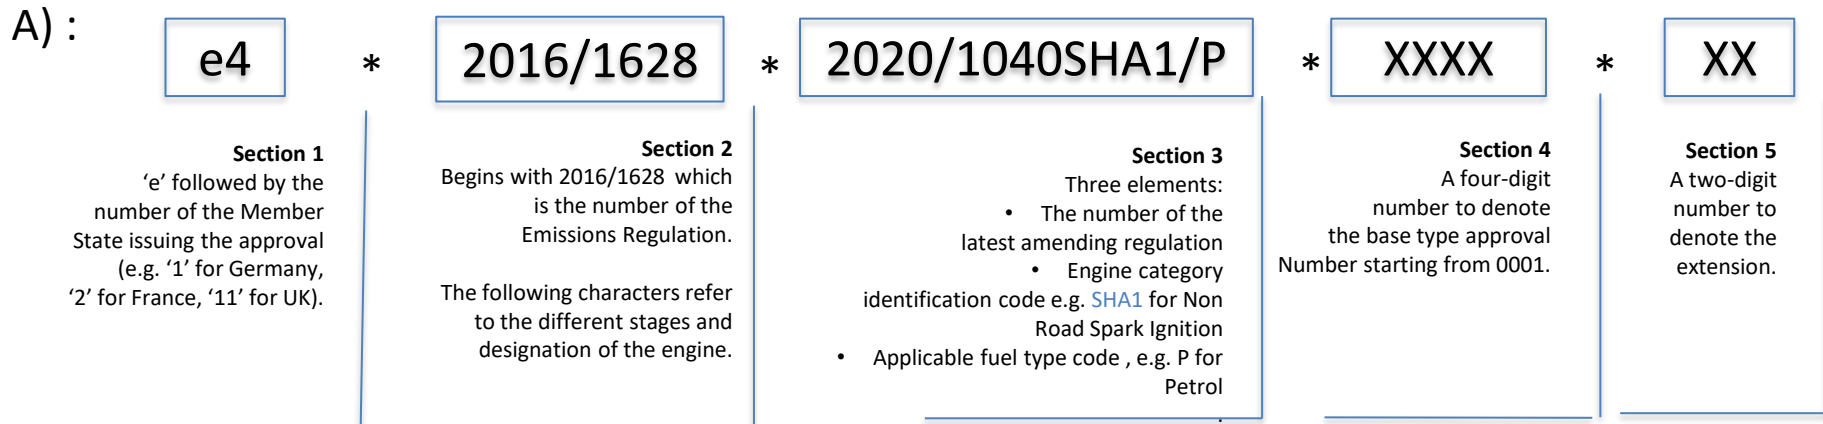 A) :
e4 * 2016/1628 * 2020/1040SHA1/P * XXXX * XX
Section 1
‘e’ followed by the
number of the Member
State issuing the approval
(e.g. ‘1’ for Germany,
‘2’ for France, ‘11’ for UK).
Section 2
Begins with 2016/1628 which
is the number of the
Emissions Regulation.
The following characters refer
to the different stages and
designation of the engine.
Section 3
Three elements:
• The number of the
latest amending regulation
• Engine category
identification code e.g. SHA1 for Non
Road Spark Ignition
• Applicable fuel type code , e.g. P for
Petrol
.
Section 4
A four-digit
number to denote
the base type approval
Number starting from 0001.
Section 5
A two-digit
number to
denote the
extension.